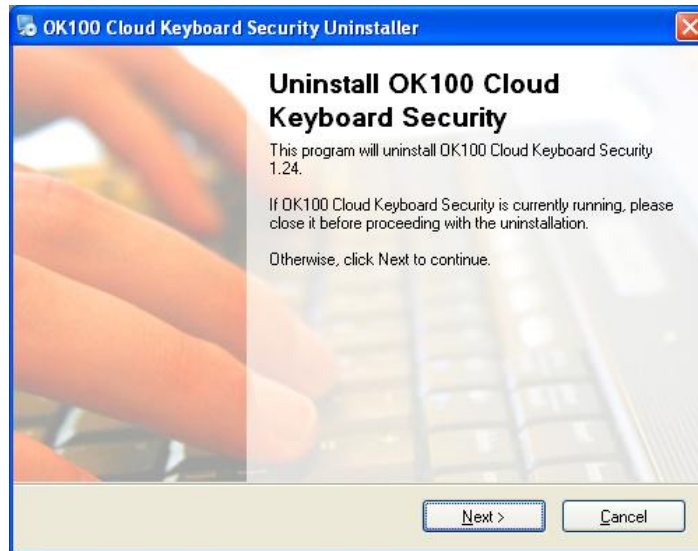 OK100 Cloud Keyboard Security Uninstaller
Uninstall OK100 Cloud
Keyboard Security
This program will uninstall OK100 Cloud Keyboard Security
1.24.
If OK100 Cloud Keyboard Security is currently running, please
close it before proceeding with the uninstallation.
Otherwise, click Next to continue.
Next > Cancel